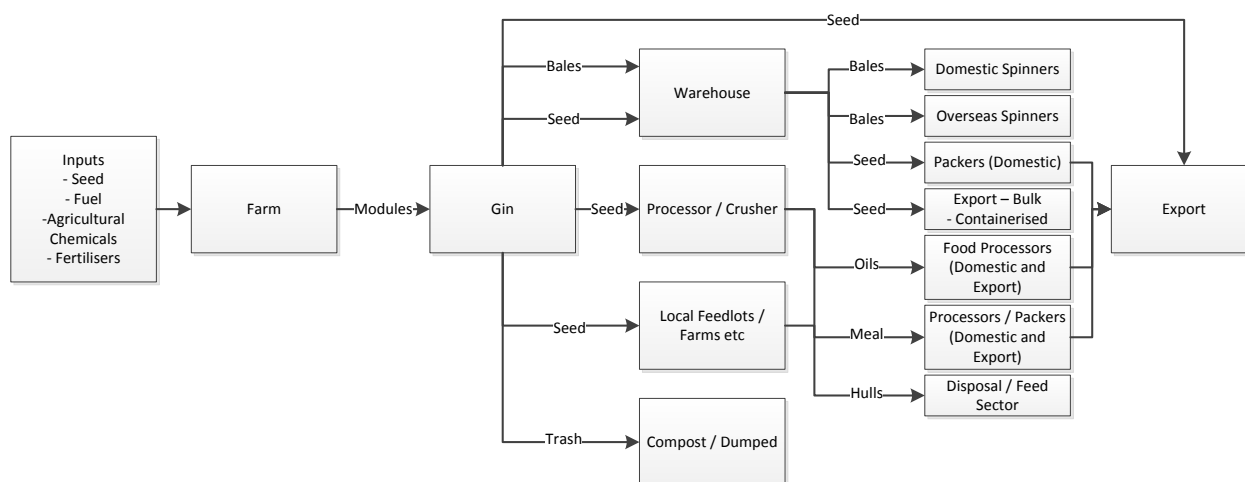 Seed
Bales
Warehouse
Seed
Bales
Domestic Spinners
Bales
Overseas Spinners
Seed
Packers (Domestic)
Seed
Export – Bulk
- Containerised
Inputs
- Seed
- Fuel
-Agricultural
Chemicals
- Fertilisers
Farm
Modules
Gin
Seed
Processor / Crusher
Export
Oils
Food Processors
(Domestic and
Export)
Seed
Local Feedlots /
Farms etc
Meal
Processors / Packers
(Domestic and
Export)
Hulls
Disposal / Feed
Sector
Trash
Compost / Dumped